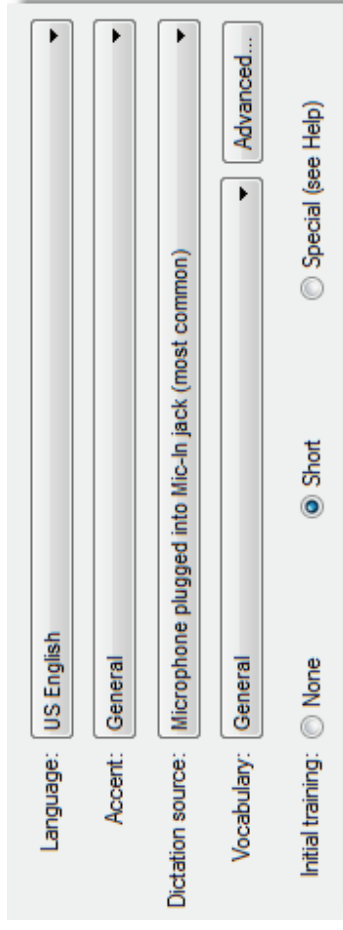 Language: US English
Accent: General
Dictation source: Microphone plugged into Mic-In jack (most common)
Vocabulary: General Advanced...
Initial training: None Short Special (see Help)